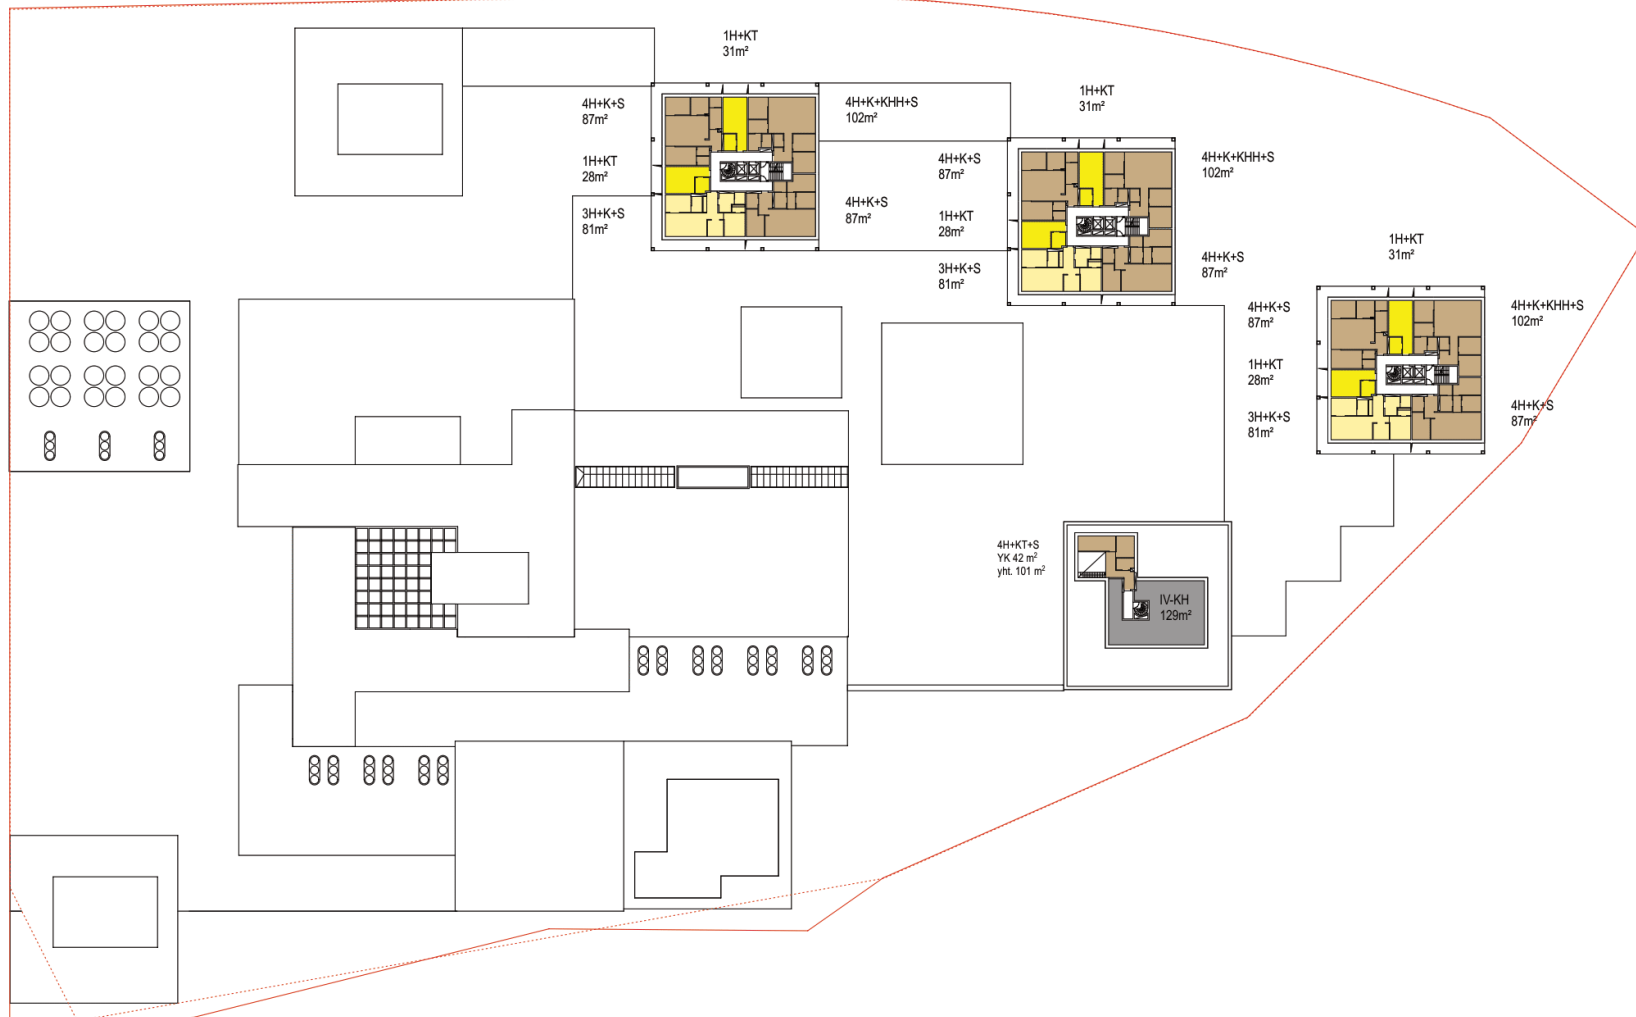 1H+KT
31m²
4H+K+S
87m²
4H+K+KHH+S
102m²
1H+KT
28m²
3H+K+S
81m²
4H+K+S
87m²
1H+KT
31m²
4H+K+S
87m²
4H+K+KHH+S
102m²
1H+KT
28m²
3H+K+S
81m²
4H+K+S
87m²
1H+KT
31m²
4H+K+S
87m²
4H+K+KHH+S
102m²
1H+KT
28m²
3H+K+S
81m²
4H+K+S
87m²
4H+KT+S
YK 42 m²
yht. 101 m²
IV-KH
129m²